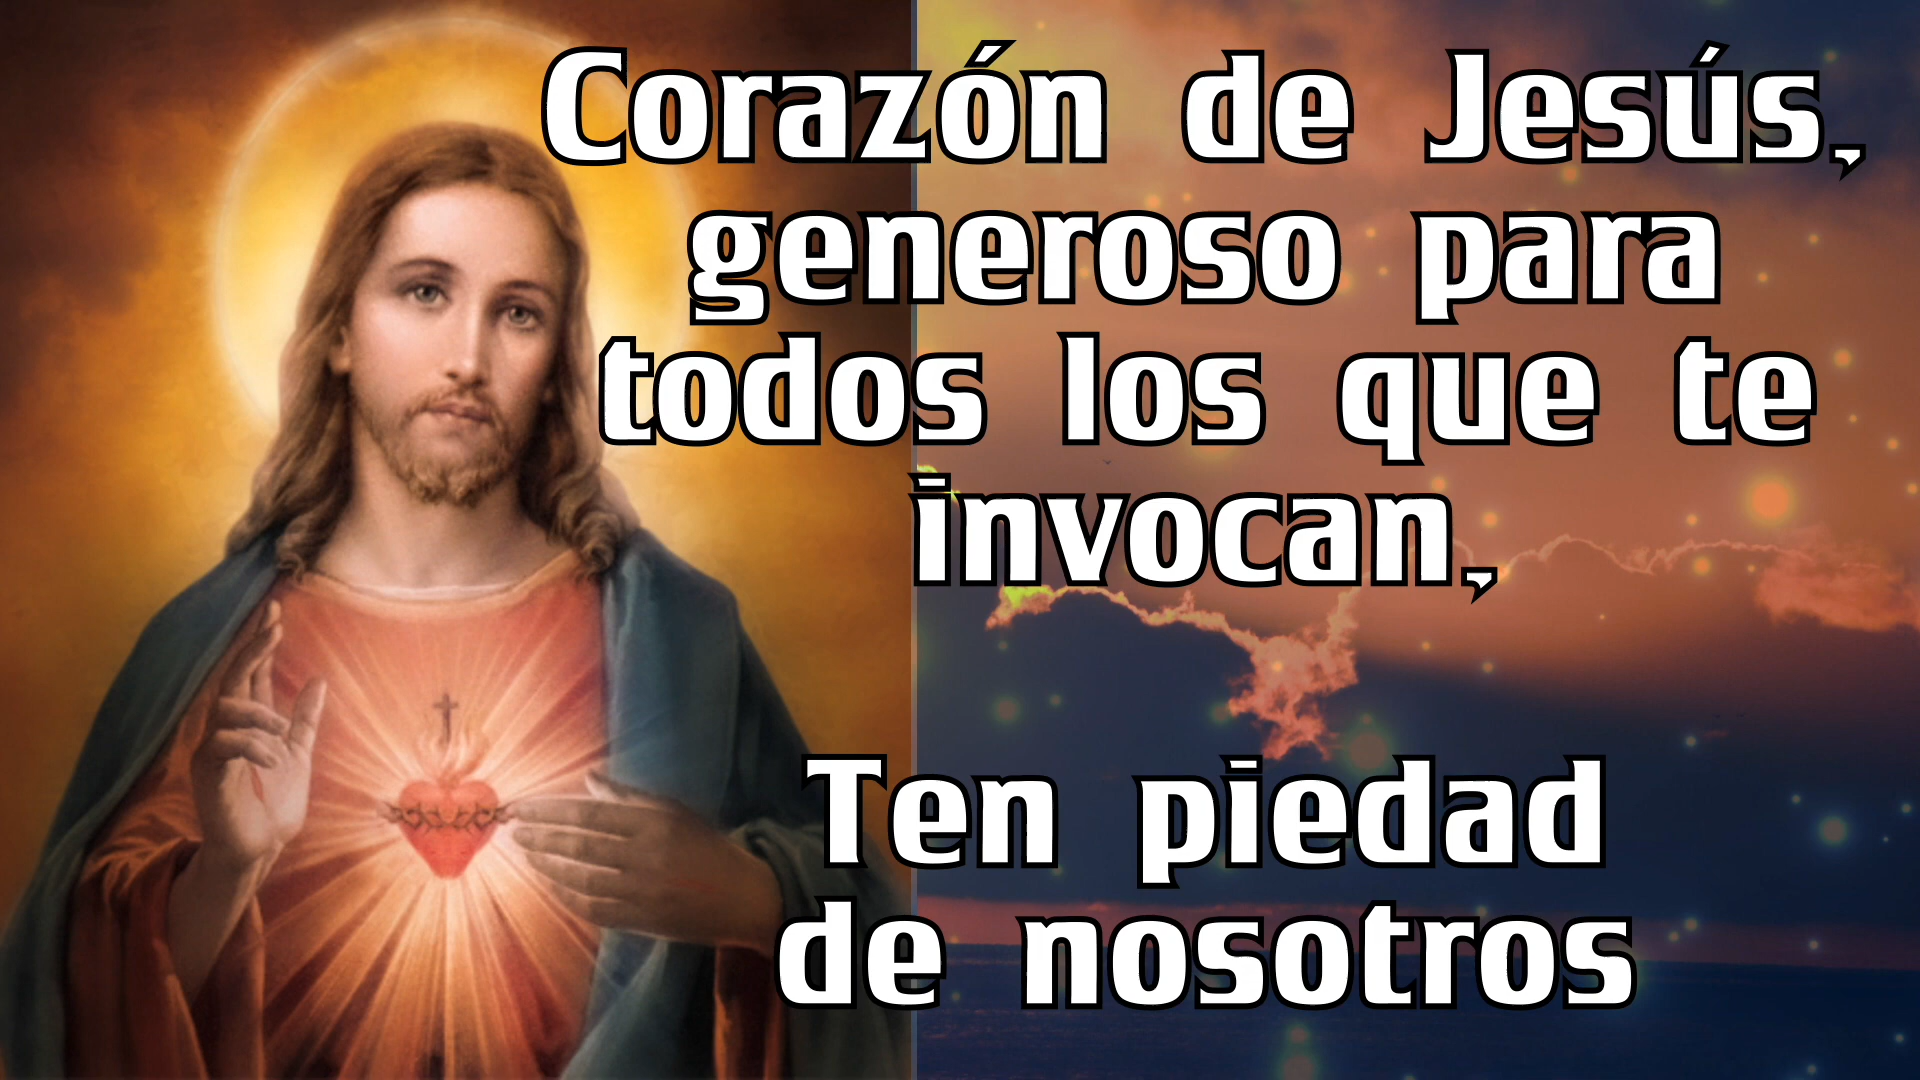 Corazón de Jesús,
generoso para
todos los que te
invocan,
Ten piedad
de nosotros